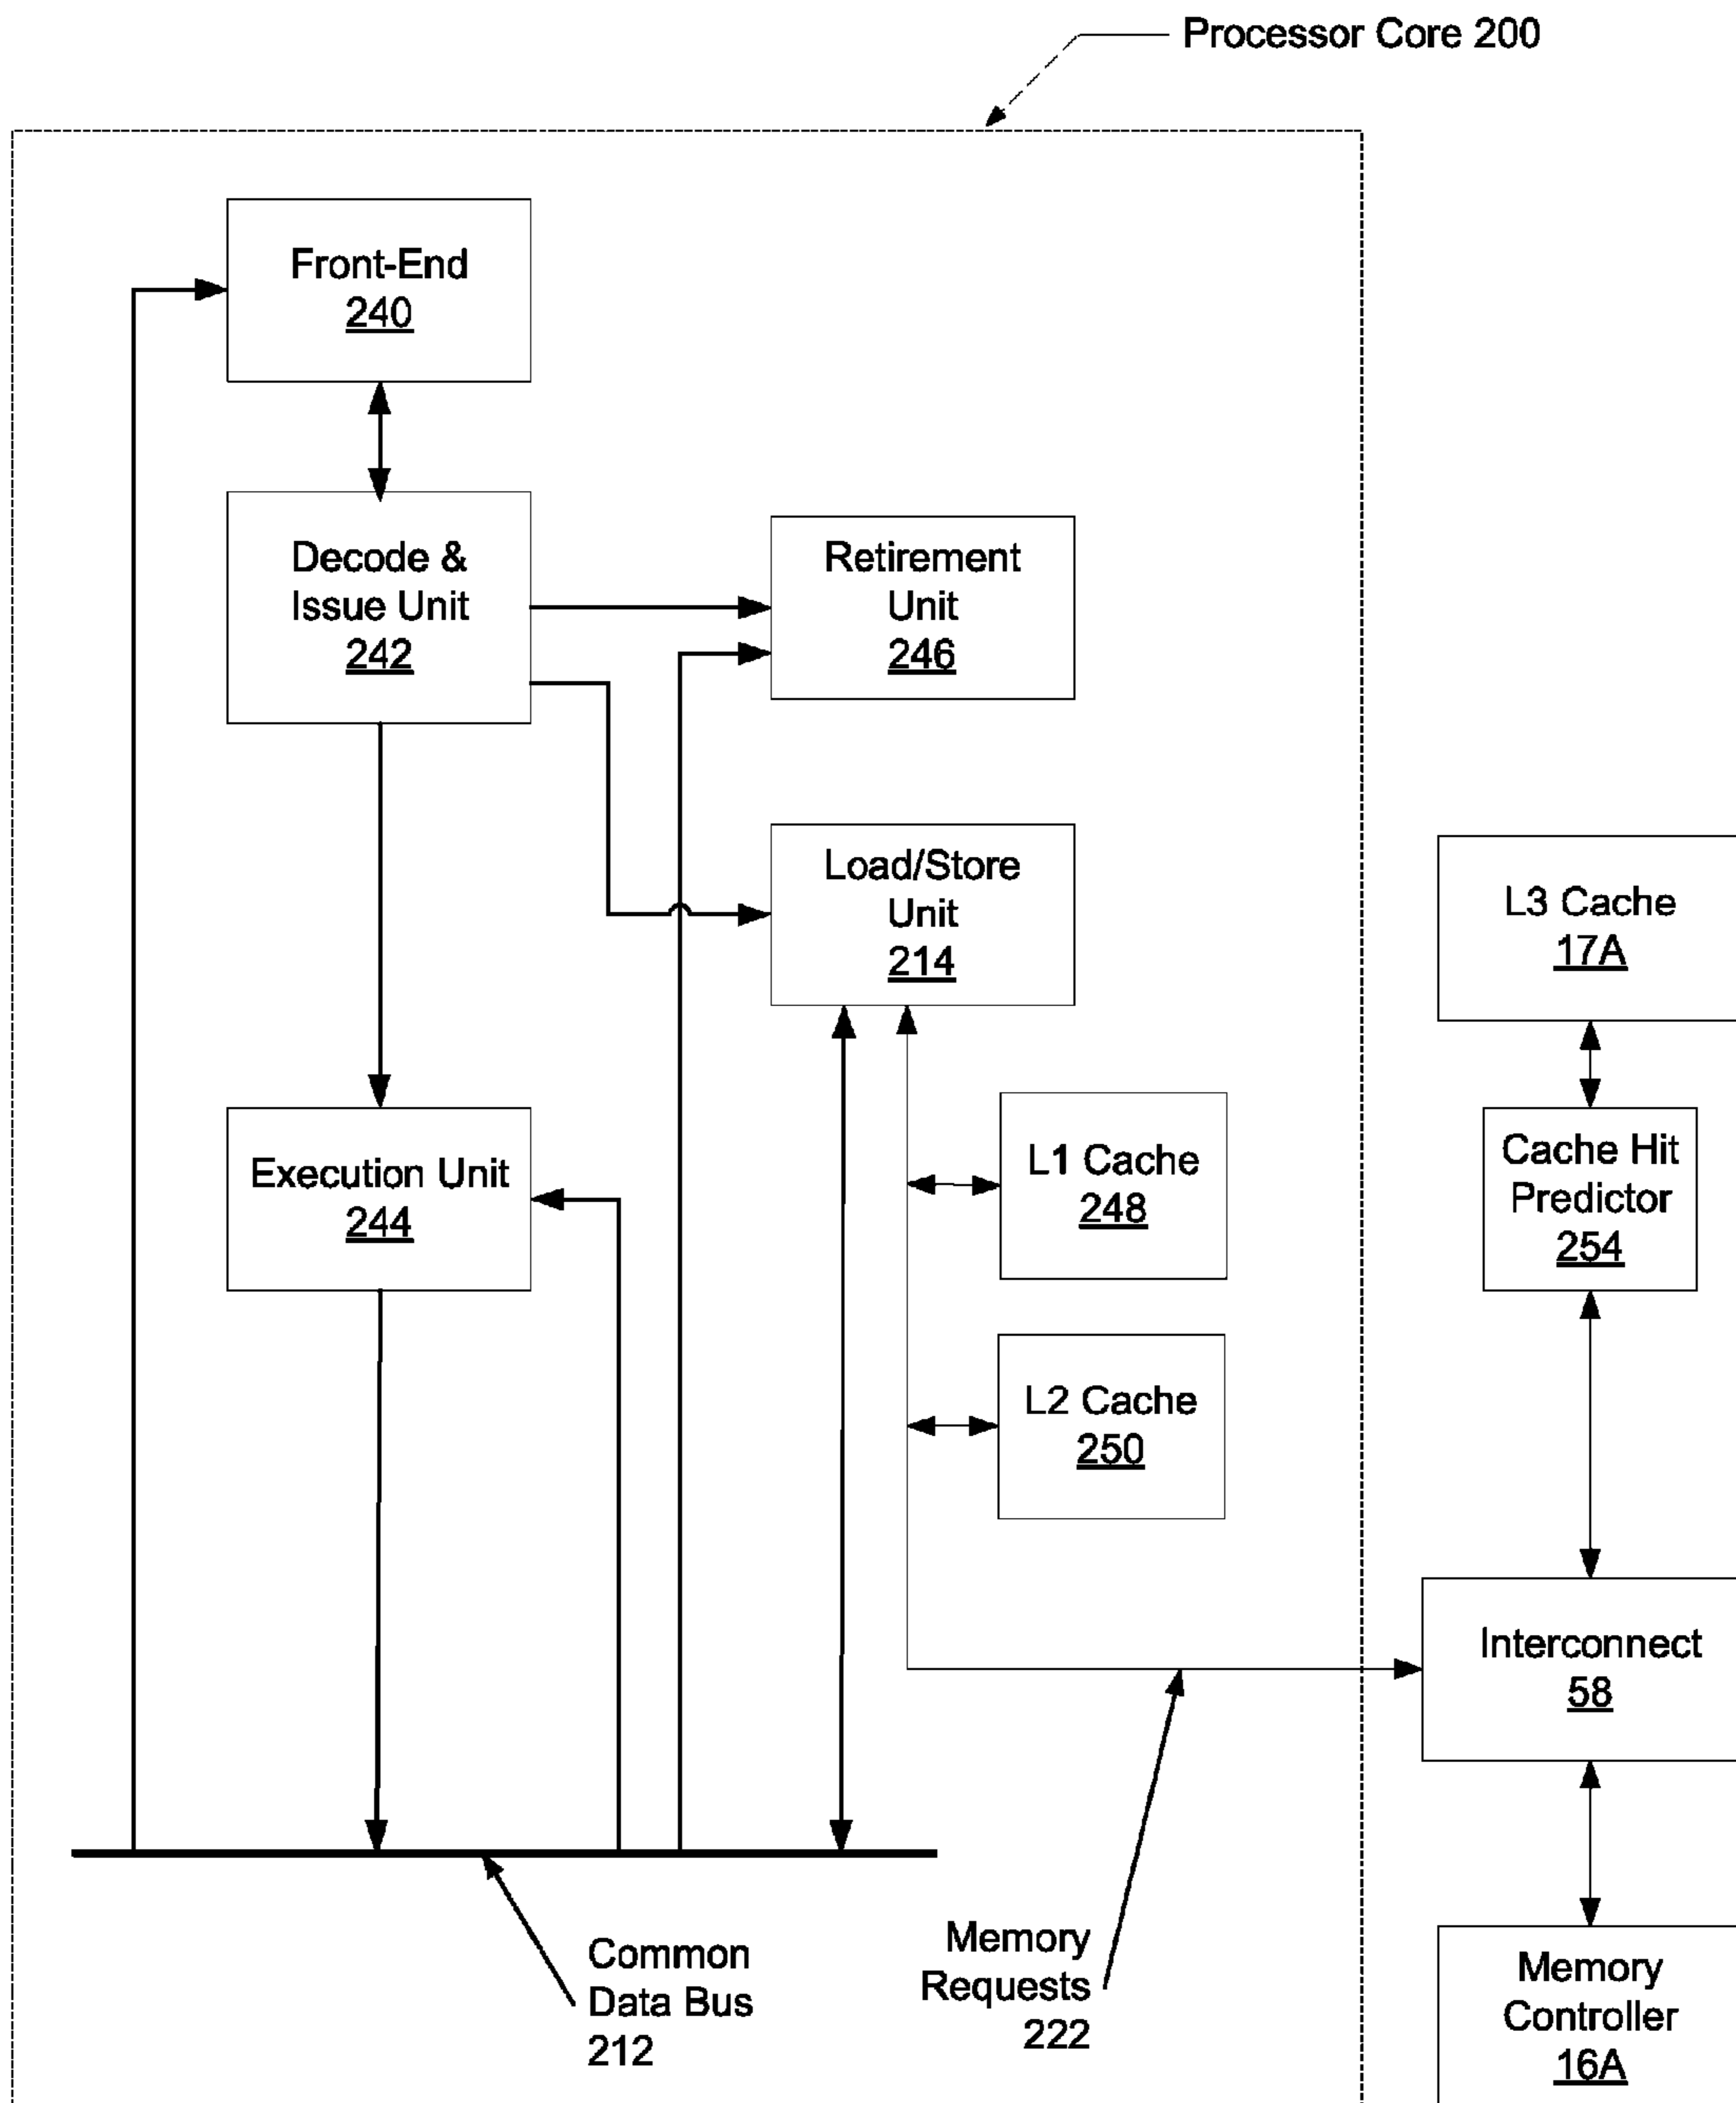 Processor Core 200
Front-End
240
Decode &
Issue Unit
242
Retirement
Unit
246
Load/Store
Unit
214
L3 Cache
17A
Execution Unit
244
L1 Cache
248
Cache Hit
Predictor
254
L2 Cache
250
Interconnect
58
Common
Data Bus
212
Memory
Requests
222
Memory
Controller
16A